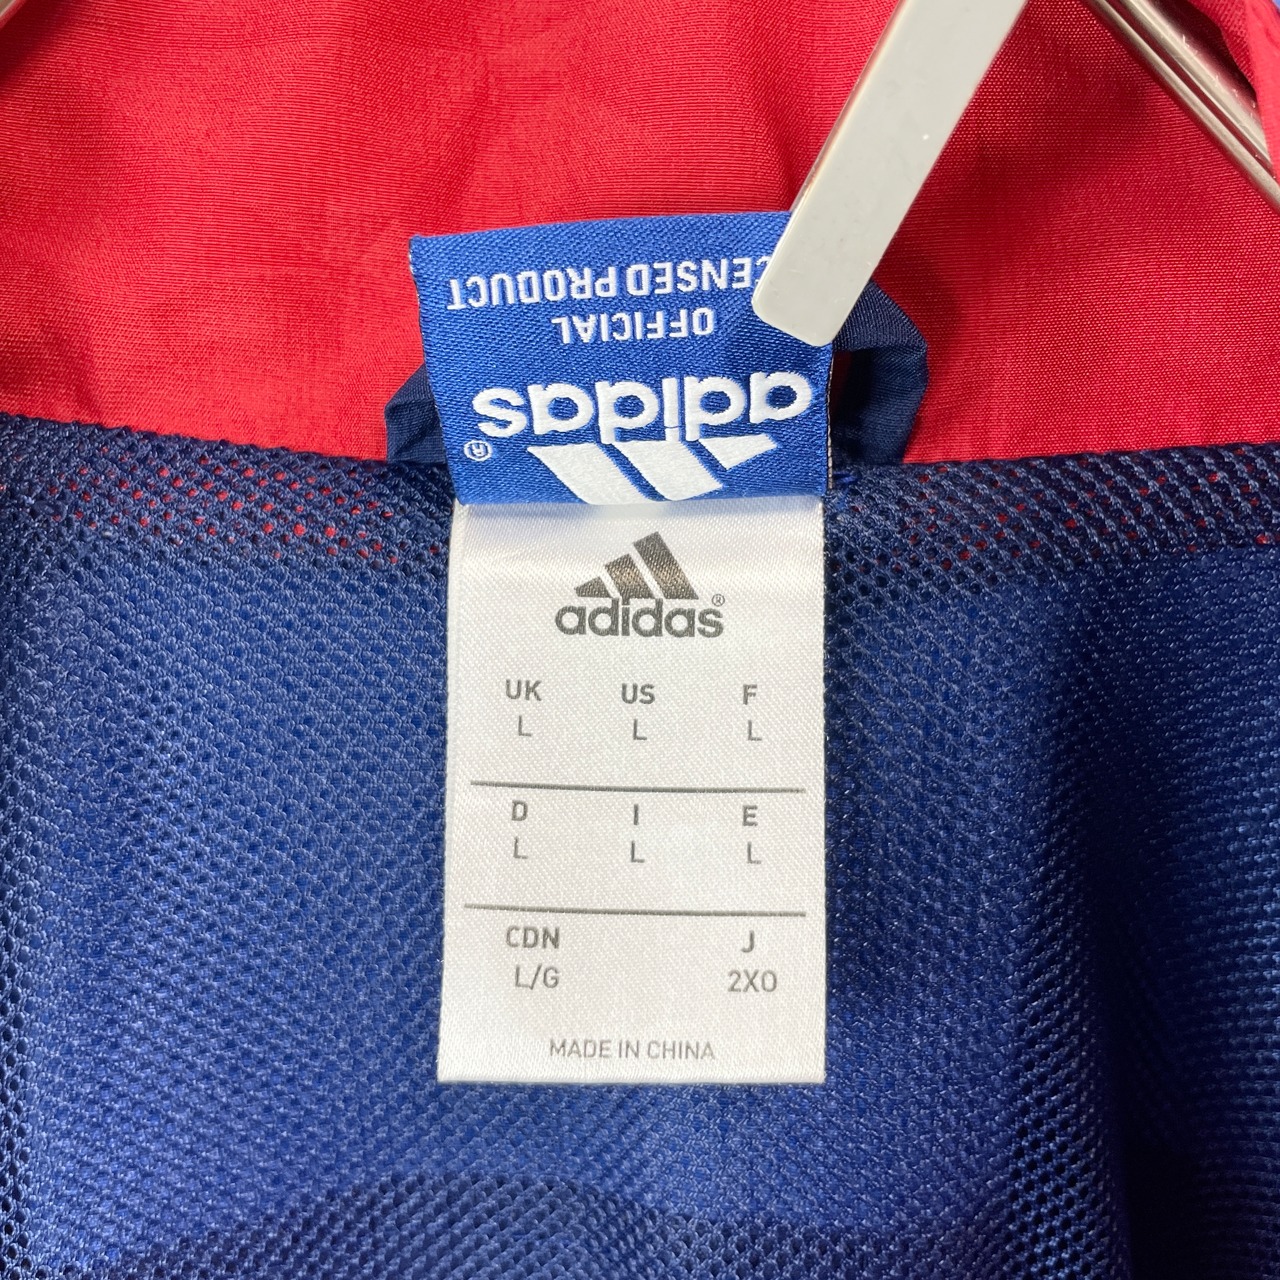 ENSED PRODUCT
OFFICIAL
adidas®
adidas®
UK US F
L L L
D I E
L L L
CDN J
L/G 2XO
MADE IN CHINA